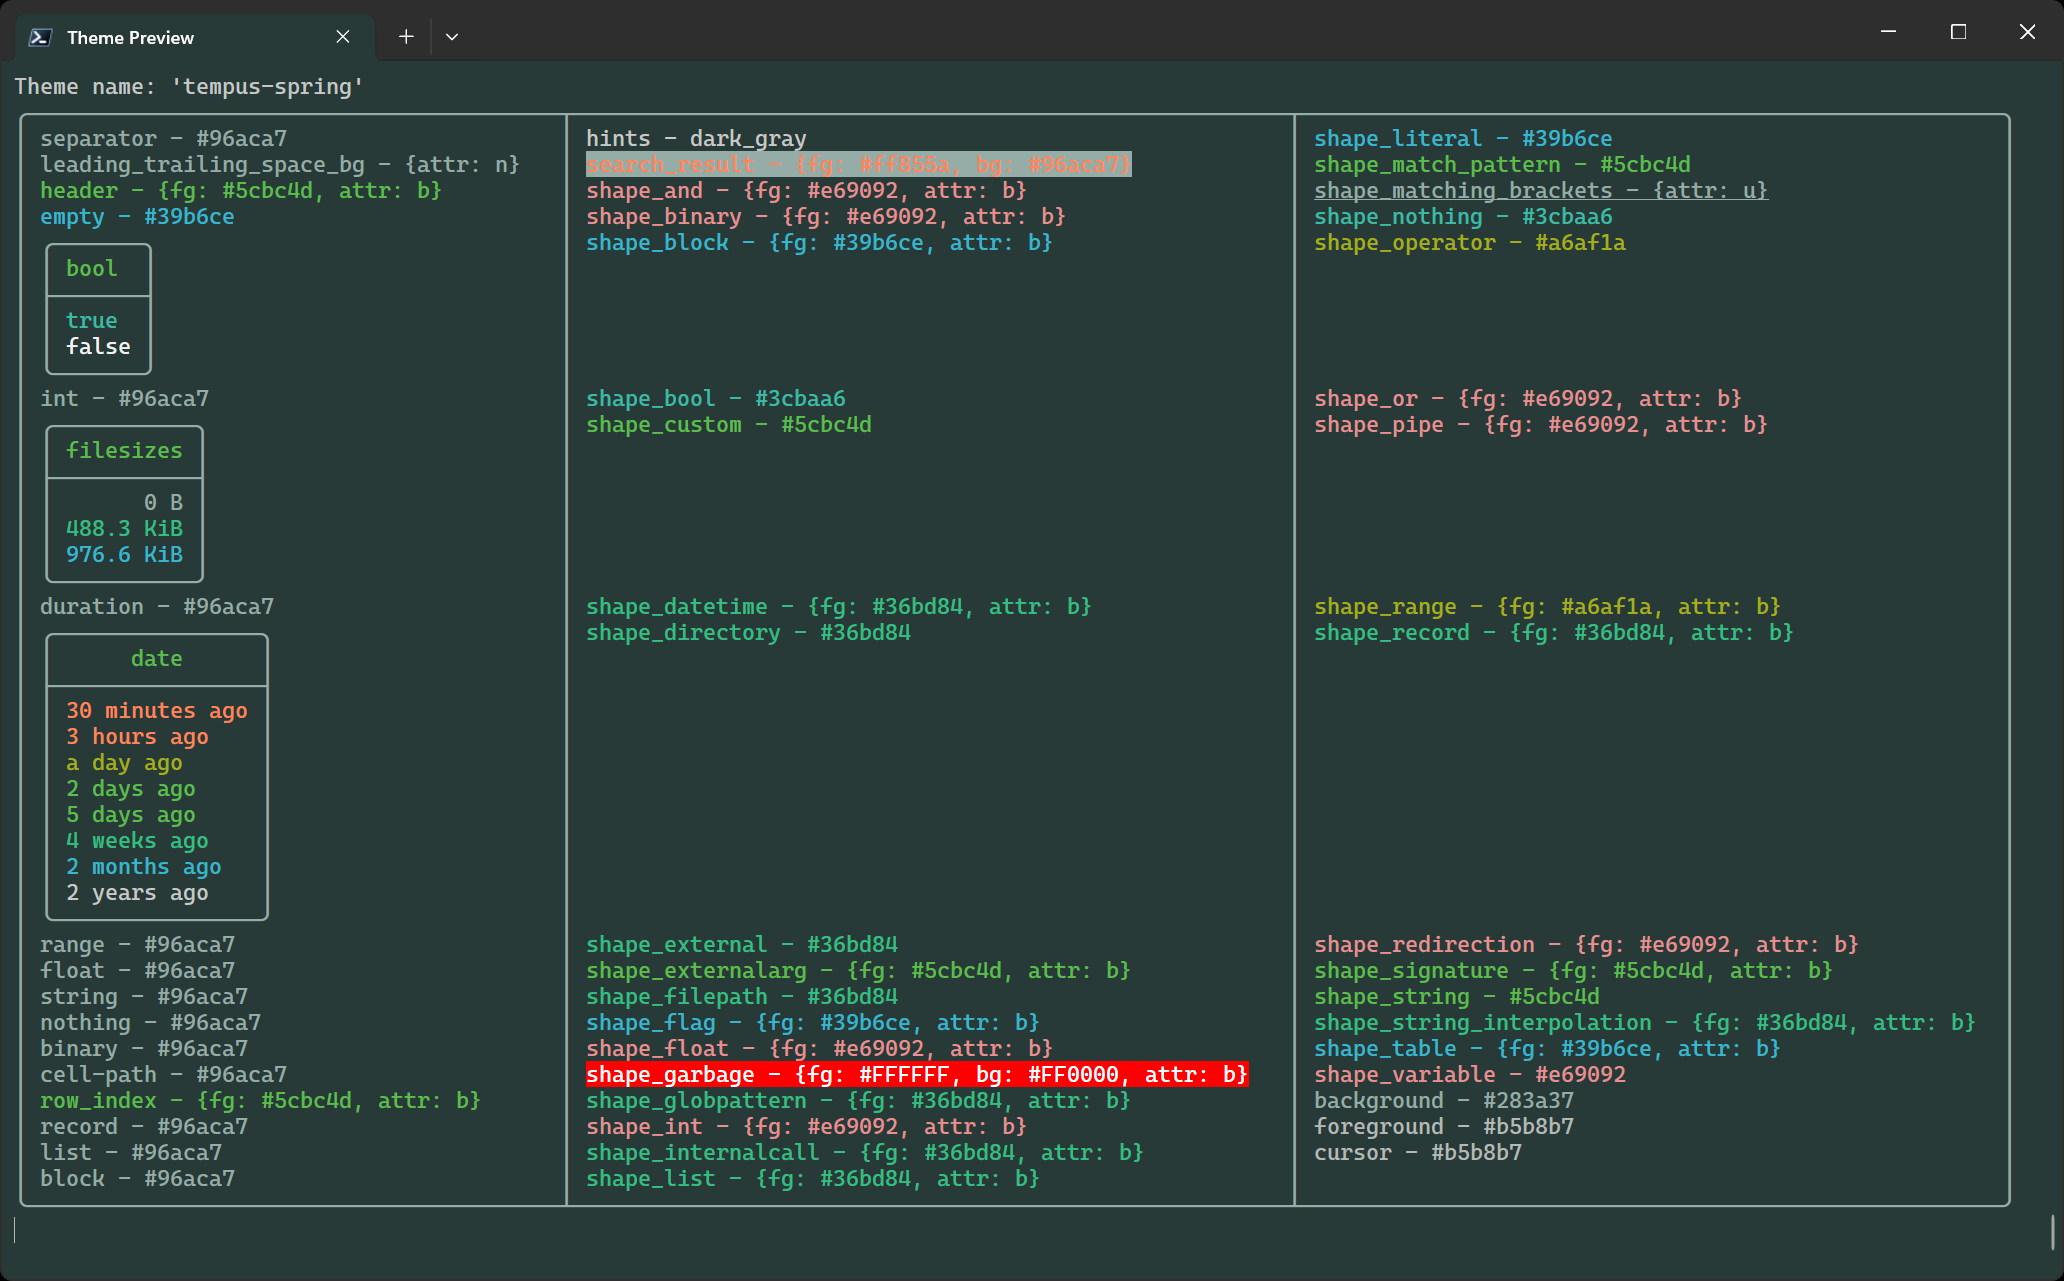 Theme Preview
Theme name: 'tempus-spring'
separator - #96aca7
leading_trailing_space_bg - {attr: n}
header - {fg: #5cbc4d, attr: b}
empty - #39b6ce
bool
true
false
int - #96aca7
filesizes
0 B
488.3 KiB
976.6 KiB
duration - #96aca7
date
30 minutes ago
3 hours ago
a day ago
2 days ago
5 days ago
4 weeks ago
2 months ago
2 years ago
range - #96aca7
float - #96aca7
string - #96aca7
nothing - #96aca7
binary - #96aca7
cell-path - #96aca7
row_index - {fg: #5cbc4d, attr: b}
record - #96aca7
list - #96aca7
block - #96aca7
hints - dark_gray
search_result - {fg: #ff855a, bg: #96aca7}
shape_and - {fg: #e69092, attr: b}
shape_binary - {fg: #e69092, attr: b}
shape_block - {fg: #39b6ce, attr: b}
shape_bool - #3cbaa6
shape_custom - #5cbc4d
shape_datetime - {fg: #36bd84, attr: b}
shape_directory - #36bd84
shape_external - #36bd84
shape_externalarg - {fg: #5cbc4d, attr: b}
shape_filepath - #36bd84
shape_flag - {fg: #39b6ce, attr: b}
shape_float - {fg: #e69092, attr: b}
shape_garbage - {fg: #FFFFFF, bg: #FF0000, attr: b}
shape_globpattern - {fg: #36bd84, attr: b}
shape_int - {fg: #e69092, attr: b}
shape_internalcall - {fg: #36bd84, attr: b}
shape_list - {fg: #36bd84, attr: b}
shape_literal - #39b6ce
shape_match_pattern - #5cbc4d
shape_matching_brackets - {attr: u}
shape_nothing - #3cbaa6
shape_operator - #a6af1a
shape_or - {fg: #e69092, attr: b}
shape_pipe - {fg: #e69092, attr: b}
shape_range - {fg: #a6af1a, attr: b}
shape_record - {fg: #36bd84, attr: b}
shape_redirection - {fg: #e69092, attr: b}
shape_signature - {fg: #5cbc4d, attr: b}
shape_string - #5cbc4d
shape_string_interpolation - {fg: #36bd84, attr: b}
shape_table - {fg: #39b6ce, attr: b}
shape_variable - #e69092
background - #283a37
foreground - #b5b8b7
cursor - #b5b8b7